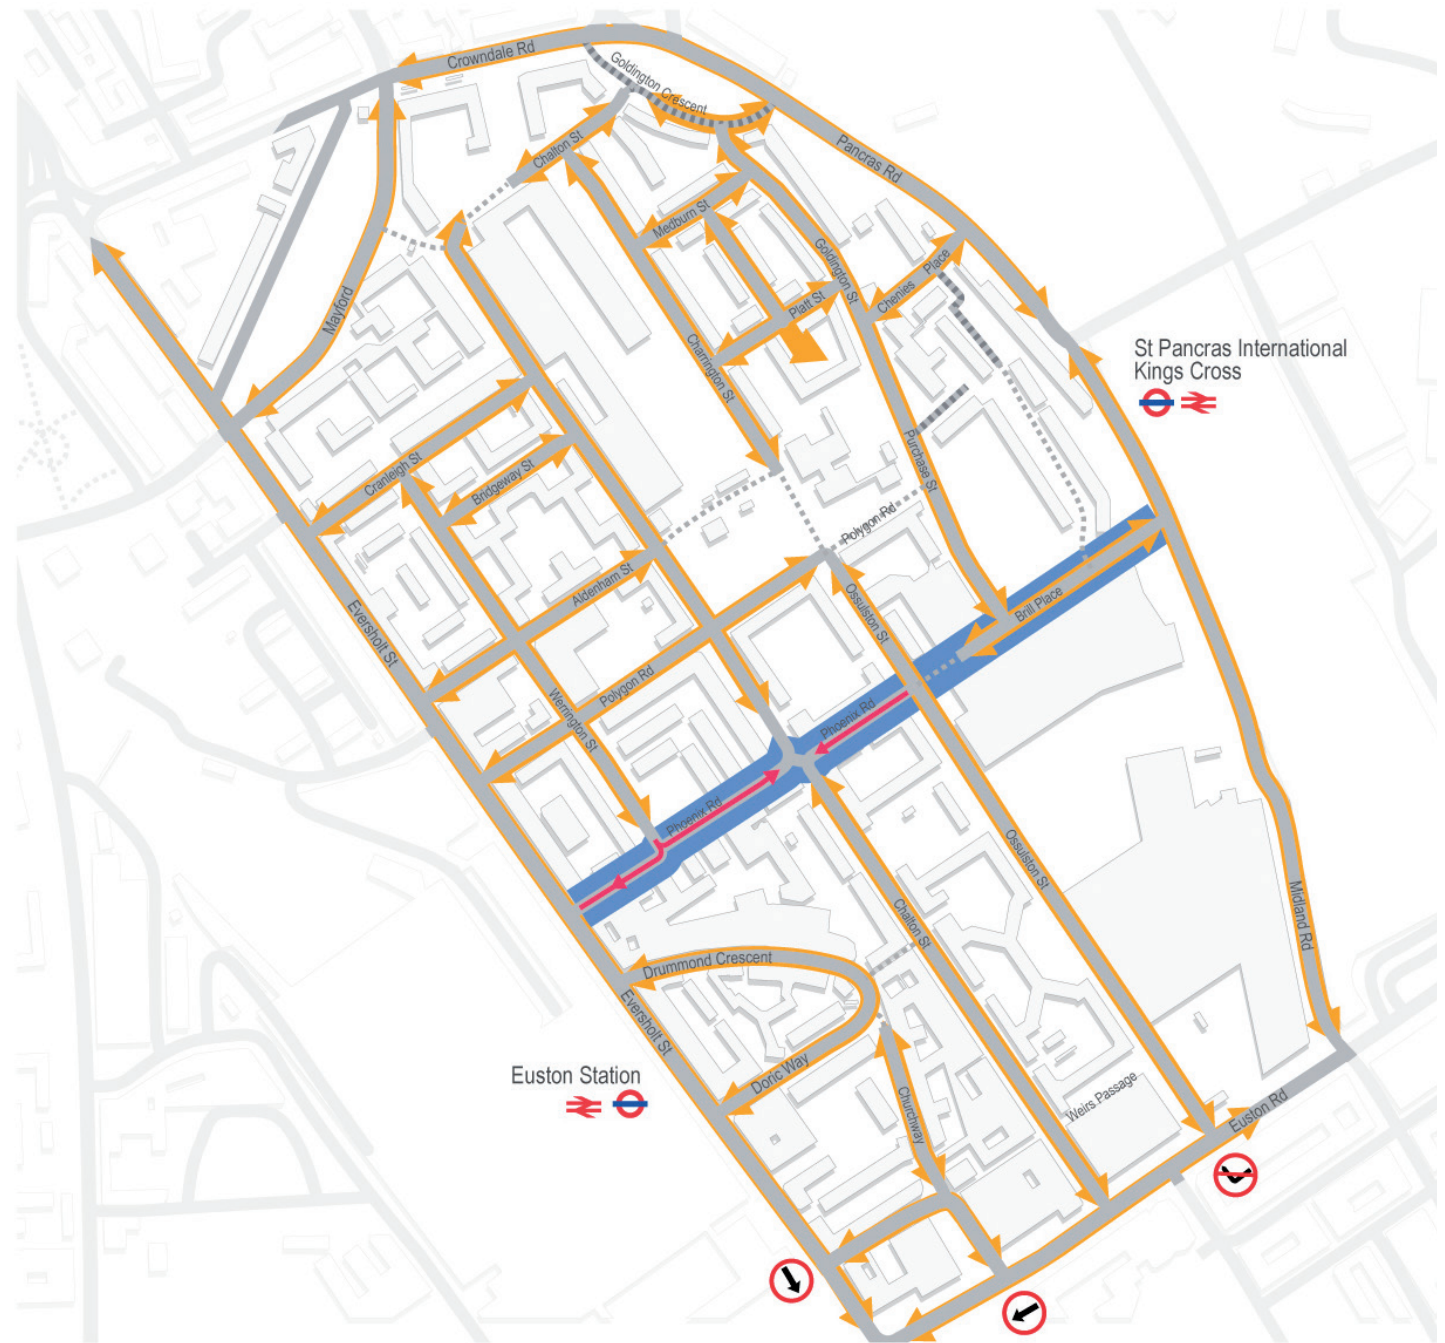 Crowndale Rd
Goldington Crescent
Chalton St
Pancras Rd
Medburn St
Goldington St
Chenies Place
Mayford
Platt St
Charrington St
St Pancras International
Kings Cross
Cranleigh St
Bridgeway St
Purchase St
Polygon Rd
Aldenham St
Eversholt St
Ossulston St
Brill Place
Polygon Rd
Werrington St
Phoenix Rd
Phoenix Rd
Ossulston St
Chalton St
Midland Rd
Drummond Crescent
Eversholt St
Euston Station
Doric Way
Churchway
Weirs Passage
Euston Rd